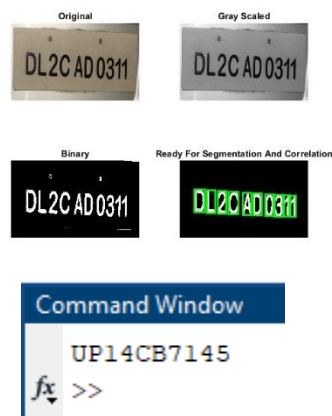 Original
Gray Scaled
DL2C AD 0311
DL2C AD 0311
Binary
Ready For Segmentation And Correlation
DL2C AD 0311
DL2C AD 0311
Command Window
UP14CB7145
fx >>